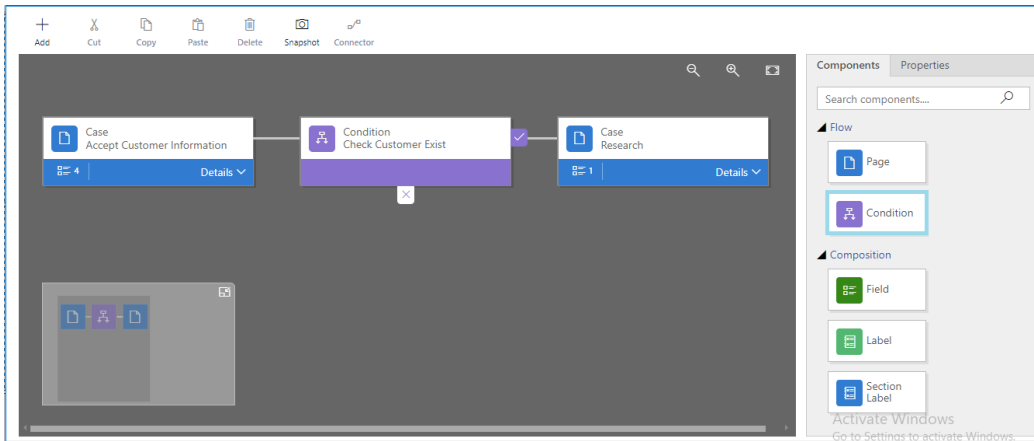 Add
Cut
Copy
Paste
Delete
Snapshot
Connector
Components
Properties
Search components....
Flow
Page
Condition
Composition
Field
Label
Section
Label
Case
Accept Customer Information
4
Details
Condition
Check Customer Exist
Case
Research
1
Details
Activate Windows
Go to Settings to activate Windows.